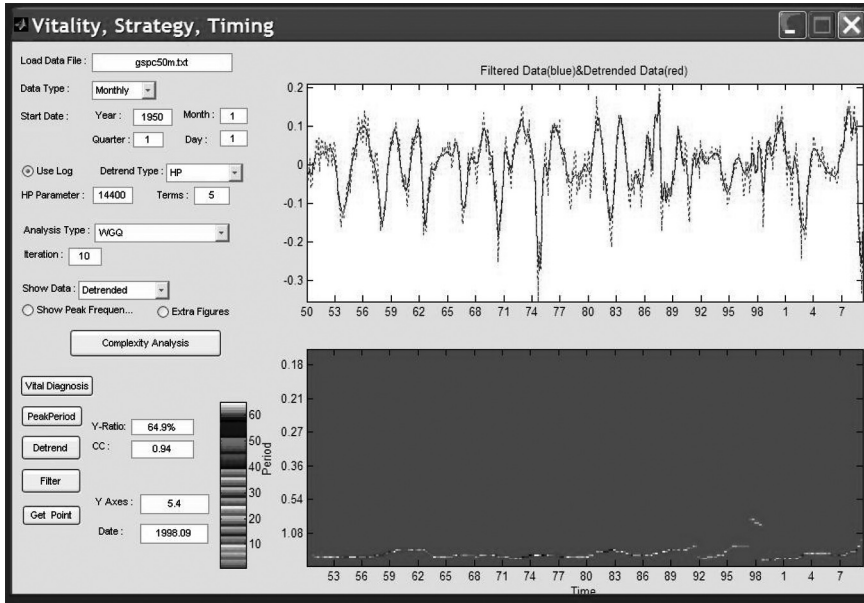 Vitality, Strategy, Timing
Load Data File : gspc50m.txt
Data Type : Monthly
Start Date : Year : 1950 Month : 1
Quarter : 1 Day : 1
Use Log Detrend Type : HP
HP Parameter : 14400 Terms : 5
Analysis Type : WGQ
Iteration : 10
Show Data : Detrended
Show Peak Frequen... Extra Figures
Complexity Analysis
Vital Diagnosis
PeakPeriod
Detrend
Filter
Get Point
Y-Ratio: 64.9%
CC : 0.94
Y Axes : 5.4
Date : 1998.09
60
50
40
30
20
10
Filtered Data(blue)&Detrended Data(red)
0.2
0.1
0
-0.1
-0.2
-0.3
50 53 56 59 62 65 68 71 74 77 80 83 86 89 92 95 98 1 4 7
Period
0.18
0.21
0.27
0.36
0.54
1.08
53 56 59 62 65 68 71 74 77 80 83 86 89 92 95 98 1 4 7
Time